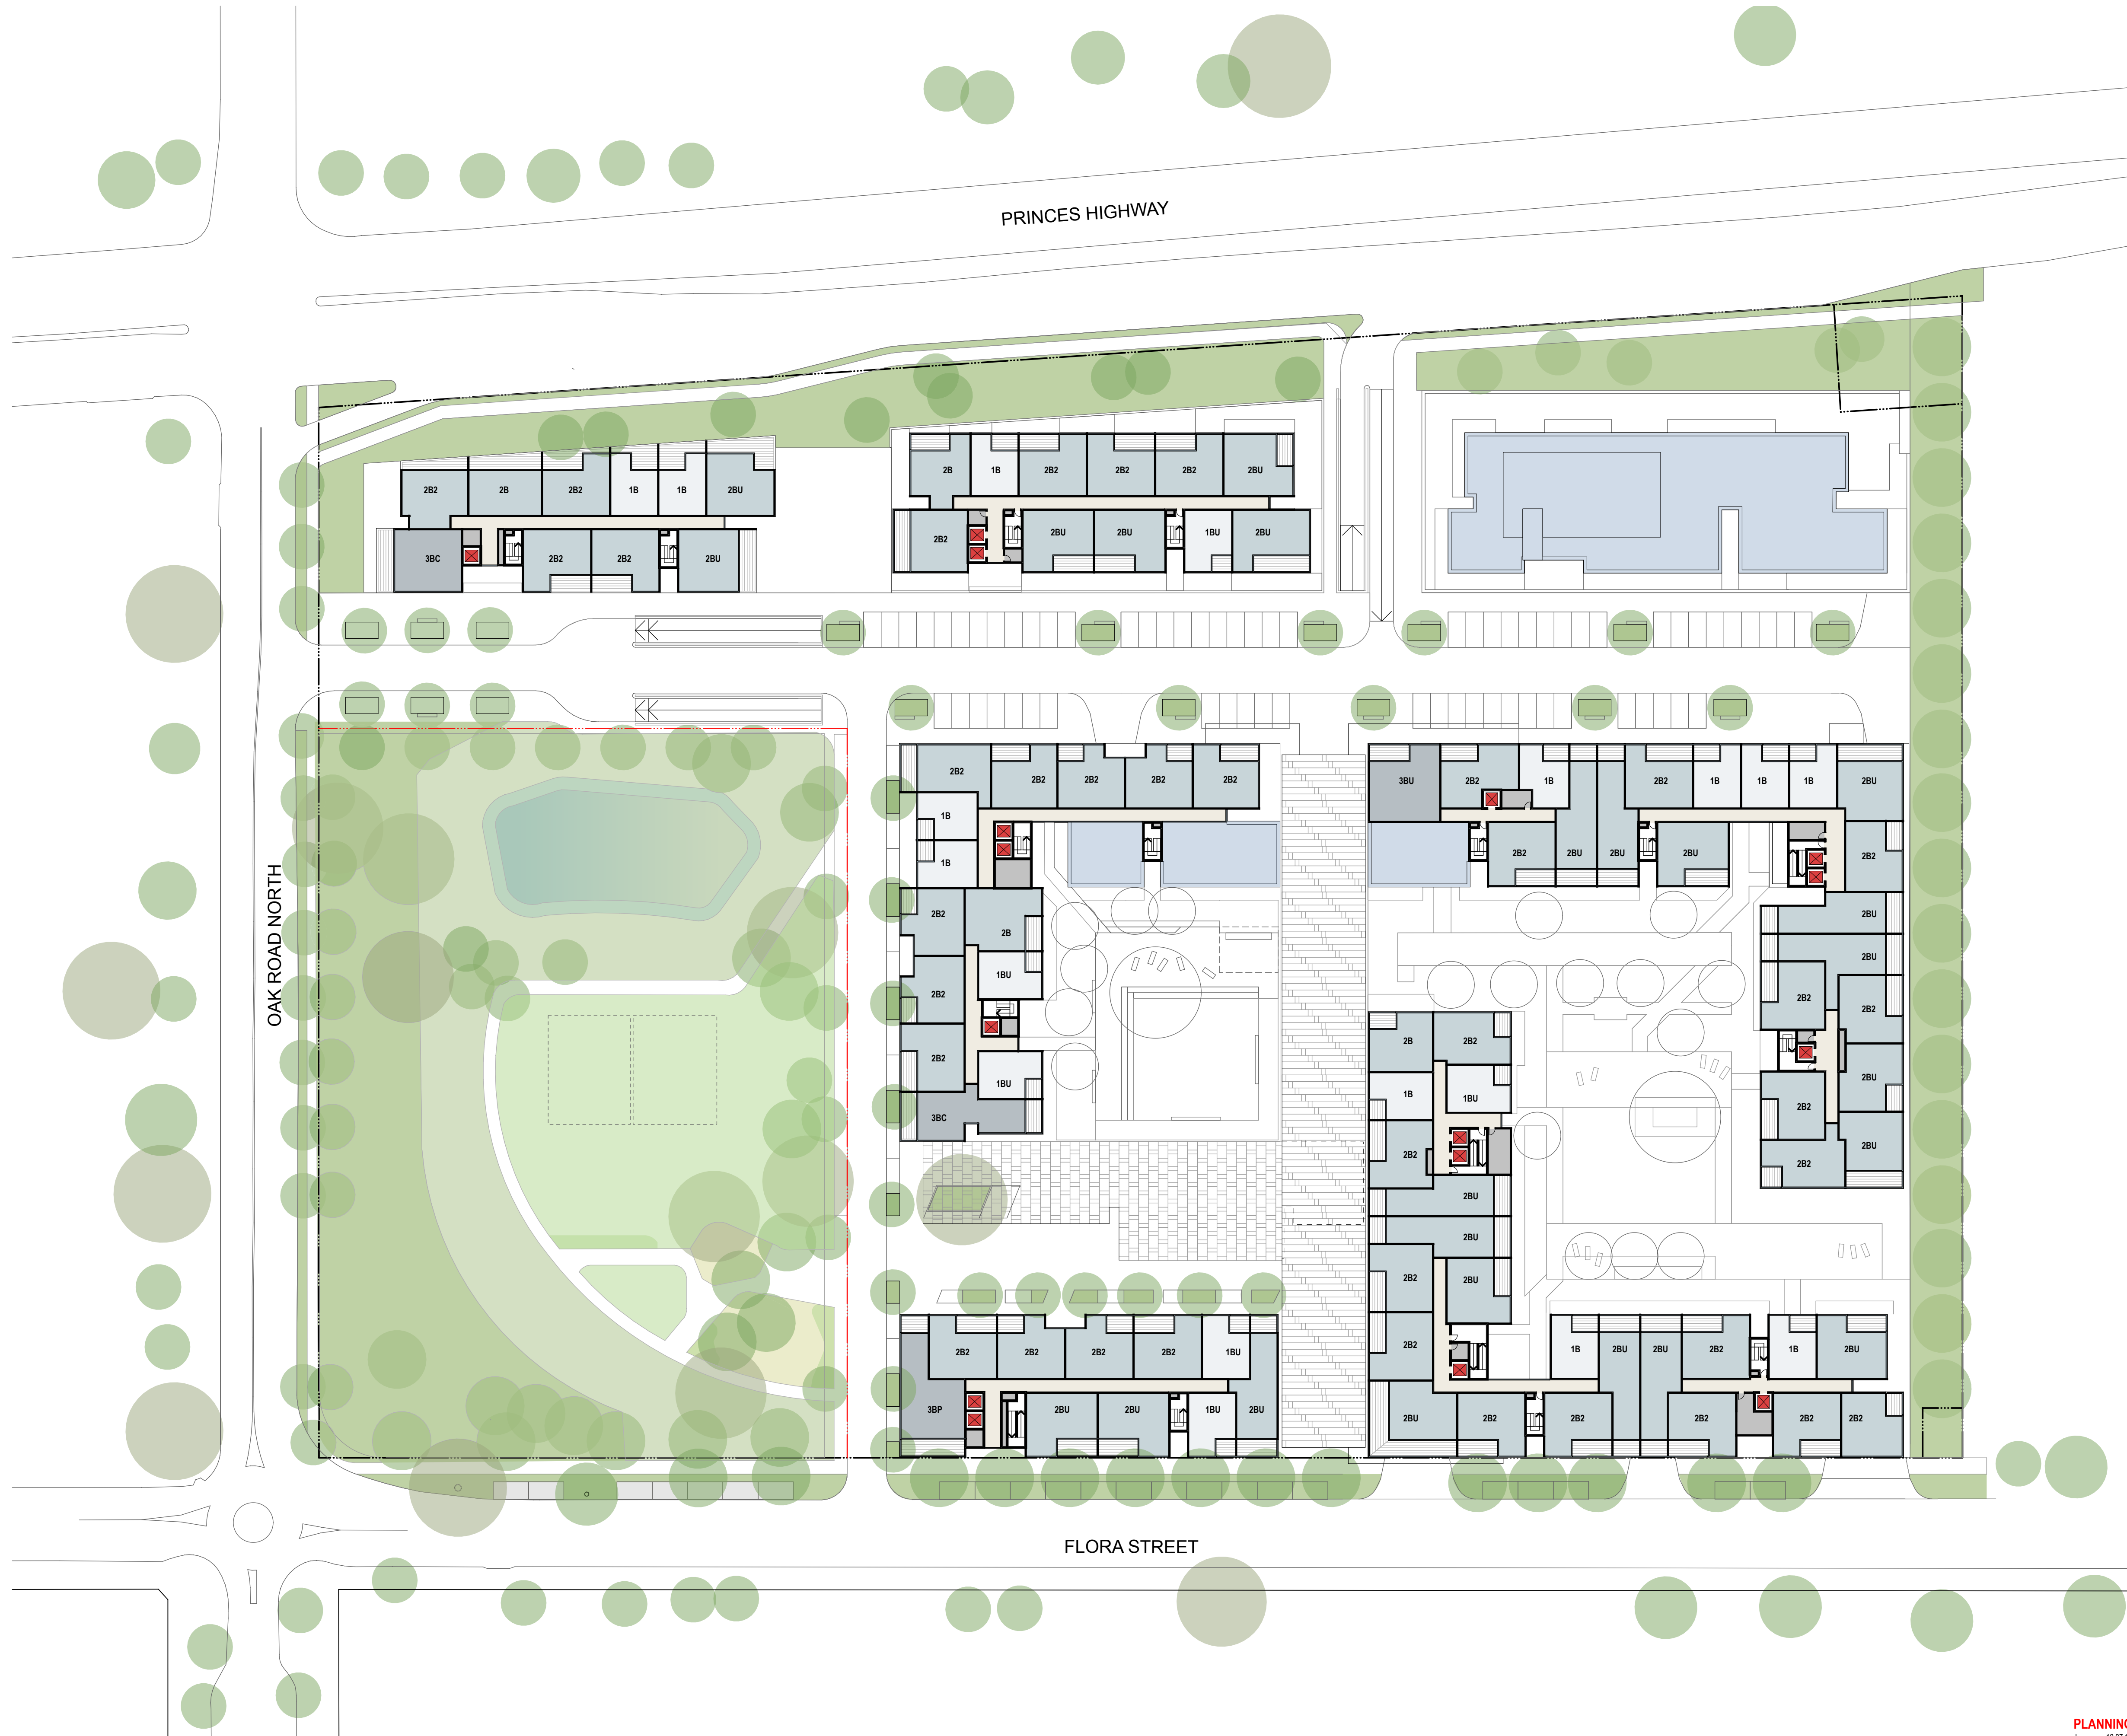 PRINCES HIGHWAY
2B 1B 2B2 2B2 2B2 2BU
2B2 2B 2B2 1B 1B 2BU
2B2 2BU 2BU 1BU 2BU
3BC 2B2 2B2 2BU
OAK ROAD NORTH
2B2 2B2 2B2 2B2 2B2
1B
1B
2B2 2B
1BU
2B2
2B2
1BU
3BC
3BU 2B2 1B 2B2 1B 1B 1B 2BU
2B2 2BU 2BU 2BU 2B2
2BU
2BU
2B2
2B2
2BU
2B2
2BU
2B2
2B 2B2
1B 1BU
2B2
2BU
2BU
2B2 2BU
2B2
2B2 2B2 2B2 2B2 1BU
3BP 2BU 2BU 1BU 2BU
1B 2BU 2BU 2B2 1B 2BU
2BU 2B2 2B2 2B2 2B2 2B2
FLORA STREET
PLANNING